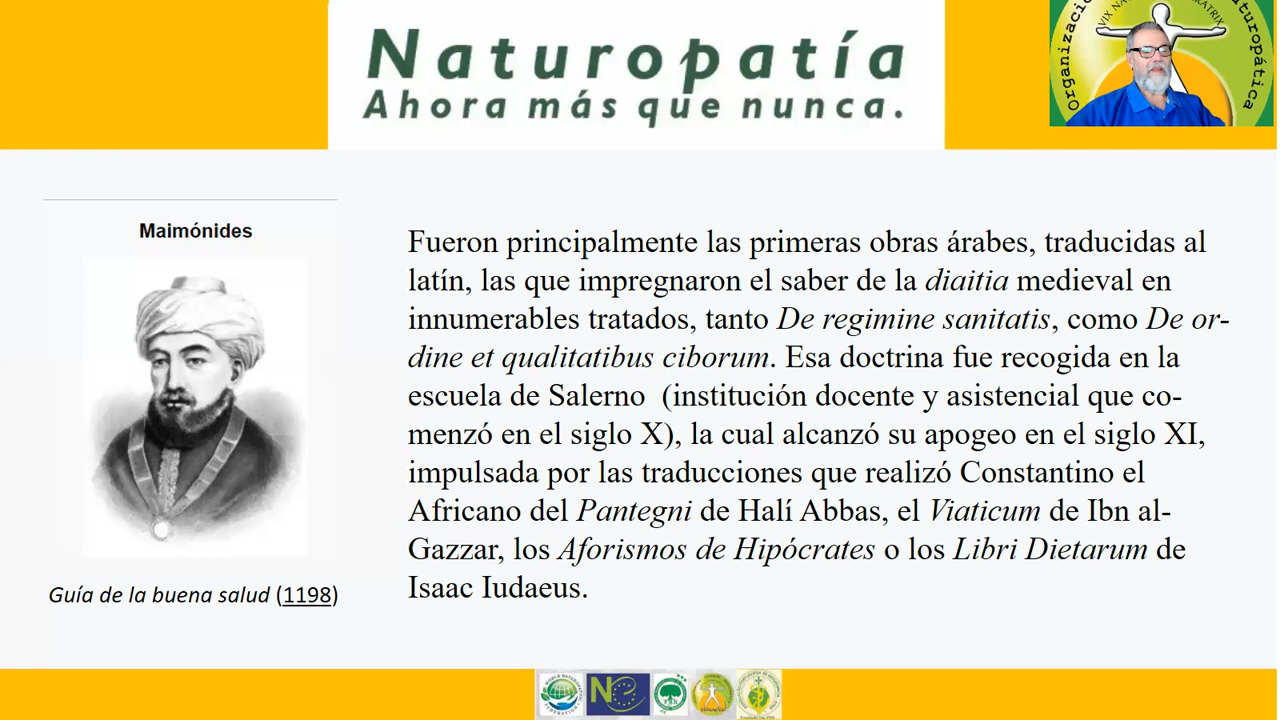 Naturopatía
Ahora más que nunca.
Organizació
VIX NA
RATRIX
aturopática
Maimónides
Fueron principalmente las primeras obras árabes, traducidas al
latín, las que impregnaron el saber de la diaitia medieval en
innumerables tratados, tanto De regimine sanitatis, como De or-
dine et qualitatibus ciborum. Esa doctrina fue recogida en la
escuela de Salerno (institución docente y asistencial que co-
menzó en el siglo X), la cual alcanzó su apogeo en el siglo XI,
impulsada por las traducciones que realizó Constantino el
Africano del Pantegni de Halí Abbas, el Viaticum de Ibn al-
Gazzar, los Aforismos de Hipócrates o los Libri Dietarum de
Isaac Iudaeus.
Guía de la buena salud (1198)